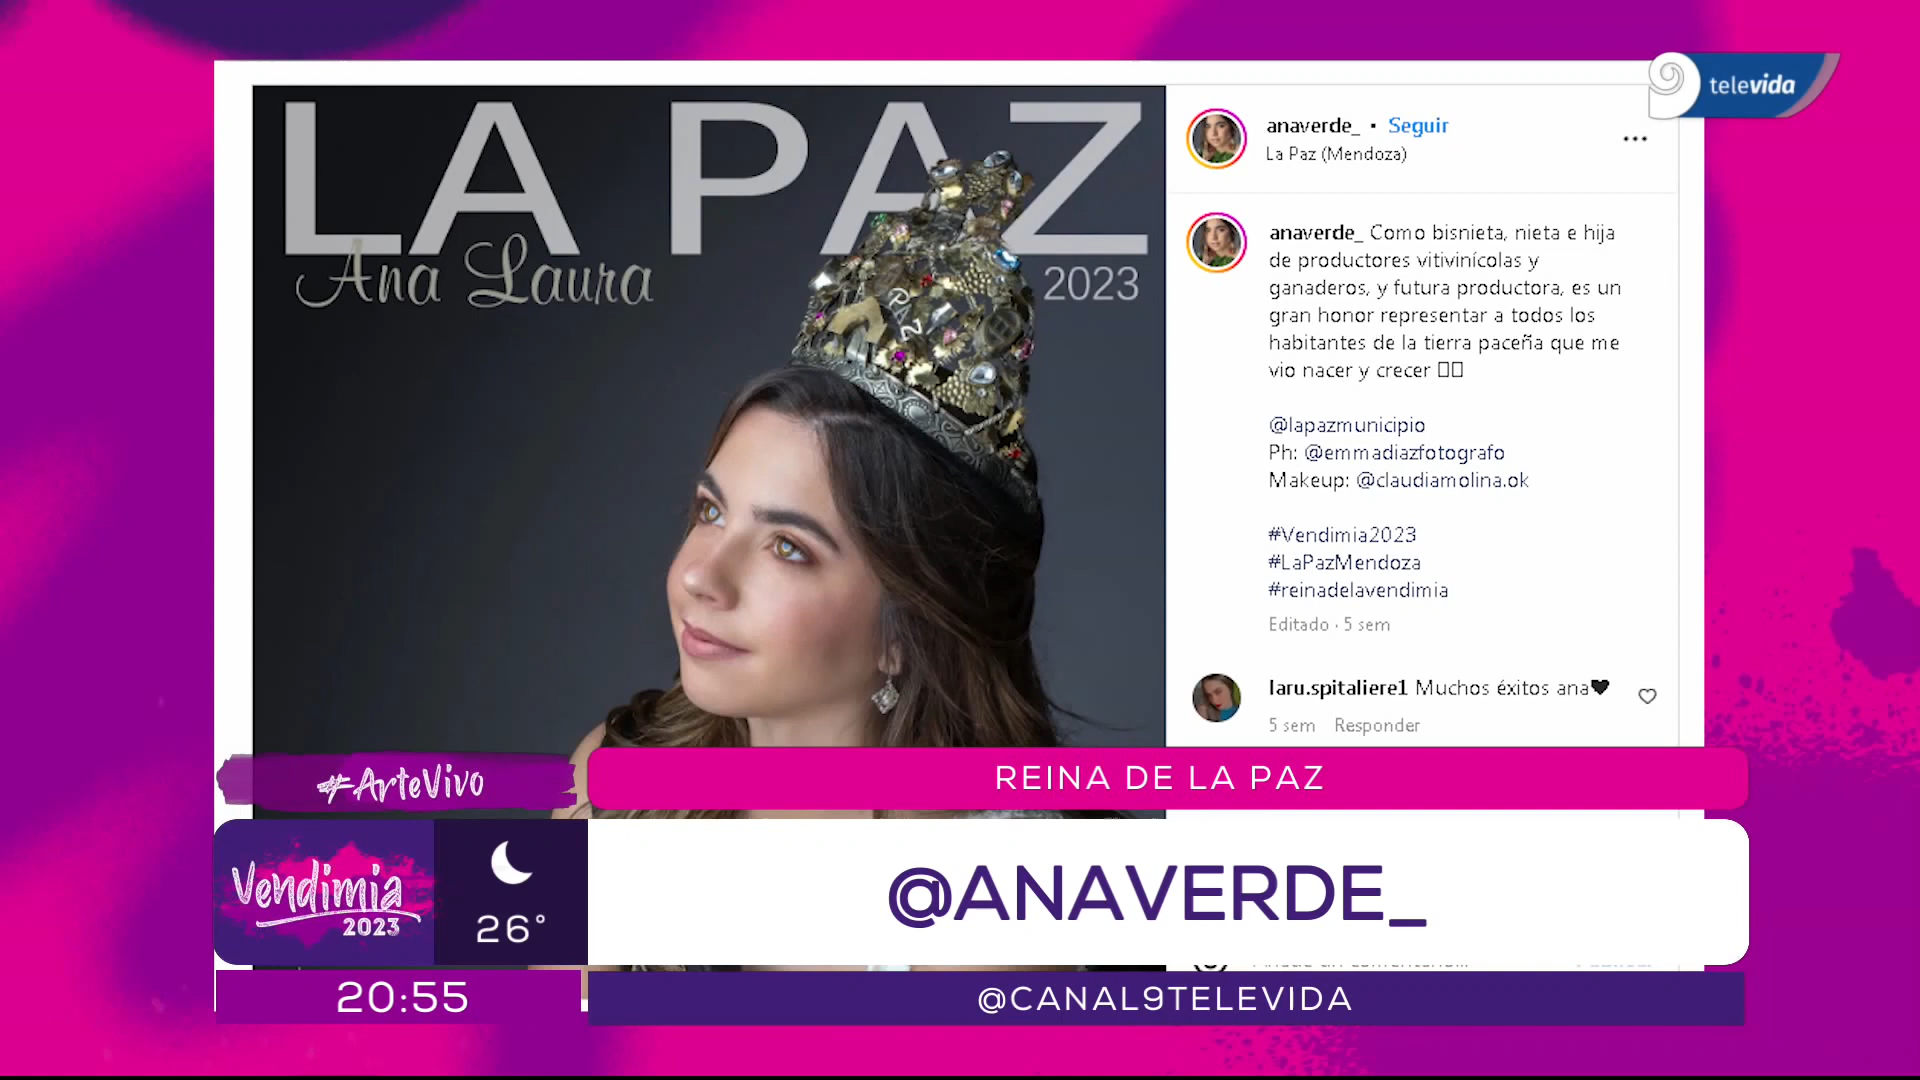 televida
LA PAZ
Ana Laura
2023
PAZ
anaverde_ • Seguir
La Paz (Mendoza)
anaverde_ Como bisnieta, nieta e hija
de productores vitivinícolas y
ganaderos, y futura productora, es un
gran honor representar a todos los
habitantes de la tierra paceña que me
vio nacer y crecer
@lapazmunicipio
Ph: @emmadiazfotografo
Makeup: @claudiamolina.ok
#Vendimia2023
#LaPazMendoza
#reinadelavendimia
Editado · 5 sem
laru.spitaliere1 Muchos éxitos ana🖤
5 sem Responder
#ArteVivo
REINA DE LA PAZ
Vendimia
2023
26°
@ANAVERDE_
20:55
@CANAL9TELEVIDA